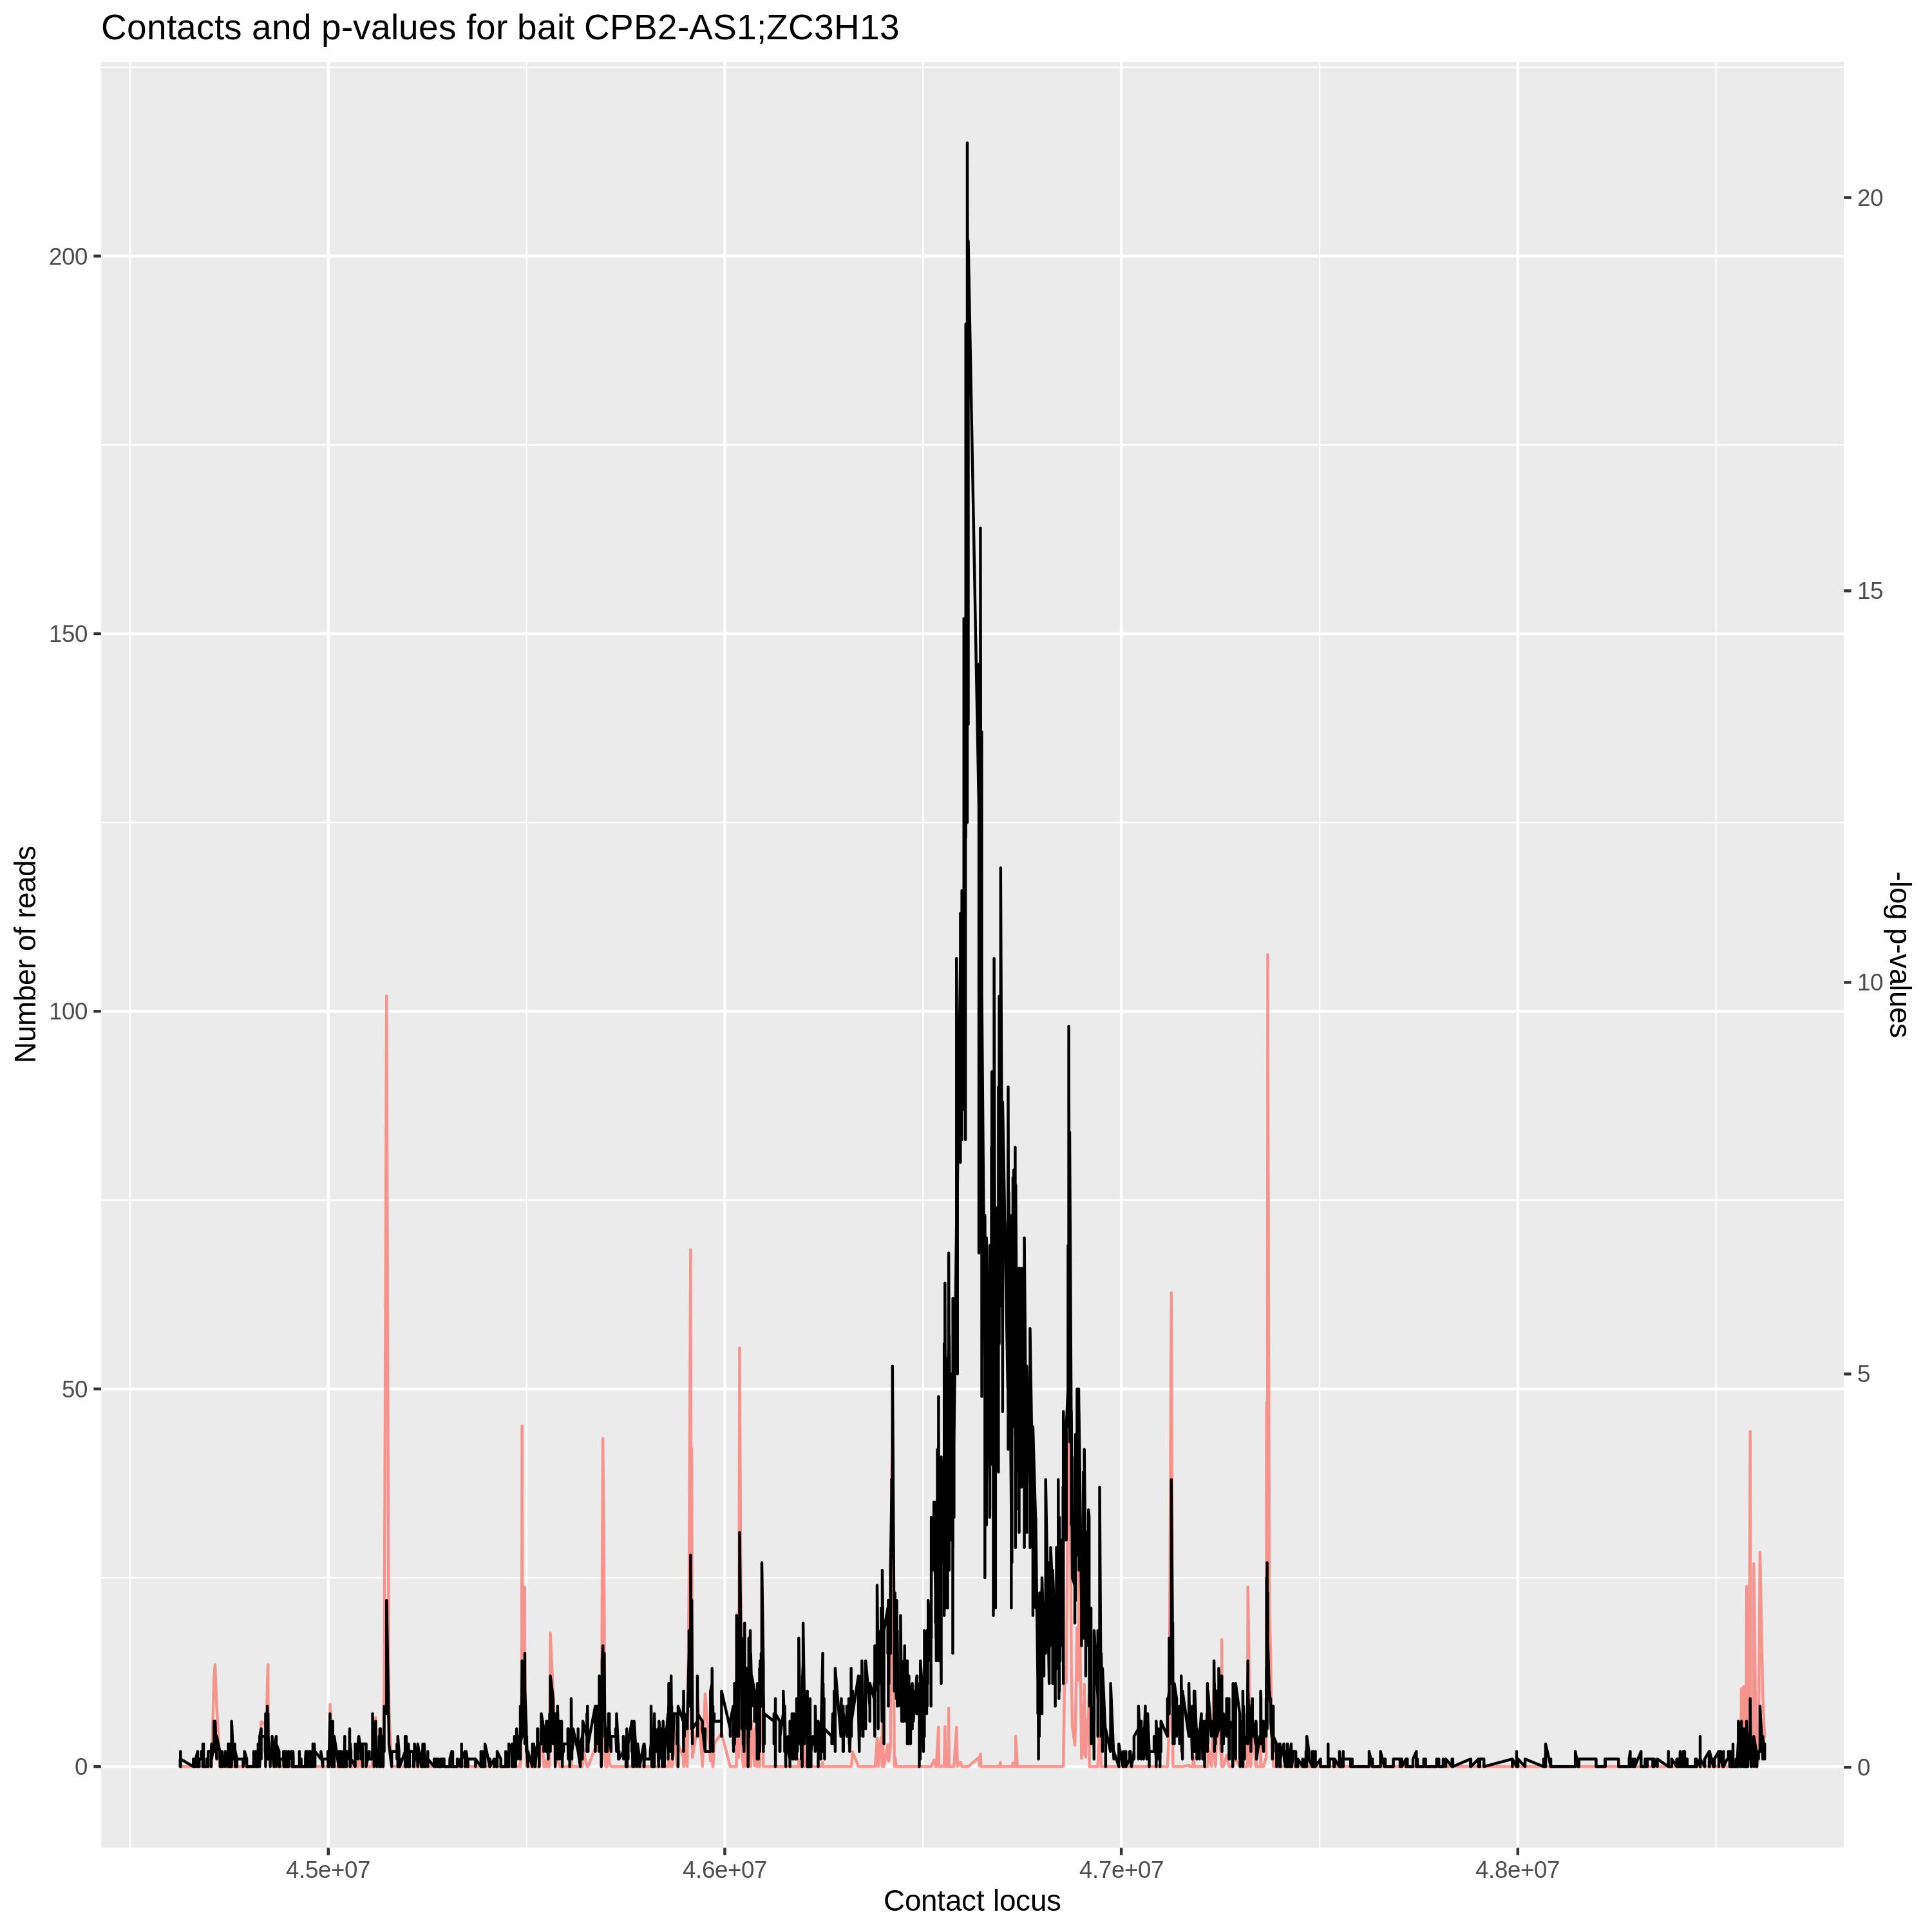 Contacts and p-values for bait CPB2-AS1;ZC3H13
200
150
100
50
0
Number of reads
20
15
10
5
0
-log p-values
4.5e+07 4.6e+07 4.7e+07 4.8e+07
Contact locus